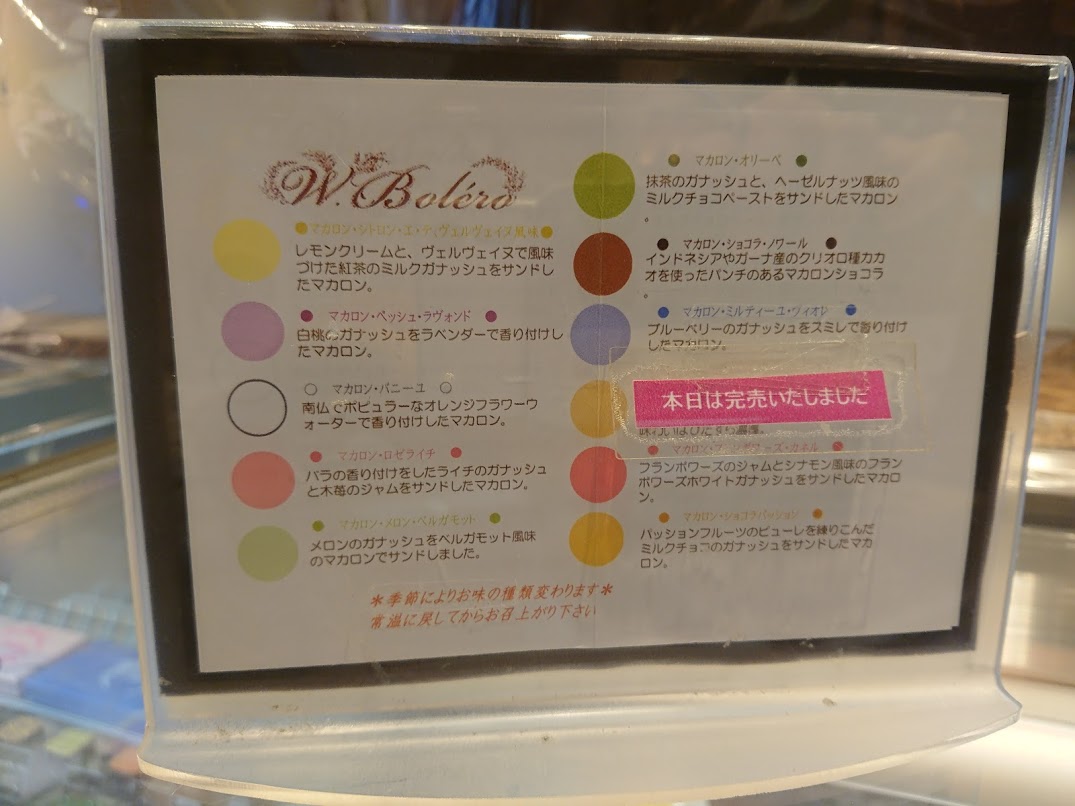 W.Boléro
マカロン・シトロン・エ・ティヴェルヴェイヌ風味
レモンクリームと、ヴェルヴェイヌで風味
づけた紅茶のミルクガナッシュをサンドし
たマカロン。
マカロン・ペッシュ・ラヴォンド
白桃のガナッシュをラベンダーで香り付けし
たマカロン。
マカロン・バニーユ
南仏でポピュラーなオレンジフラワーウ
ォーターで香り付けしたマカロン。
マカロン・ロゼライチ
バラの香り付けをしたライチのガナッシュ
と木苺のジャムをサンドしたマカロン。
マカロン・メロン・ベルガモット
メロンのガナッシュをベルガモット風味
のマカロンでサンドしました。
マカロン・オリーベ
抹茶のガナッシュと、ヘーゼルナッツ風味の
ミルクチョコペーストをサンドしたマカロン
。
マカロン・ショコラ・ノワール
インドネシアやガーナ産のクリオロ種カカ
オを使ったパンチのあるマカロンショコラ
。
マカロン・ミルティーユ・ヴィオレ
ブルーベリーのガナッシュをスミレで香り付け
したマカロン。
本日は完売いたしました
マカロン・フランボワーズ・カネル
フランボワーズのジャムとシナモン風味のフラン
ボワーズホワイトガナッシュをサンドしたマカロ
ン。
マカロン・ショコラパッション
パッションフルーツのピューレを練りこんだ
ミルクチョコのガナッシュをサンドしたマカ
ロン。
＊季節によりお味の種類変わります＊
常温に戻してからお召上がり下さい